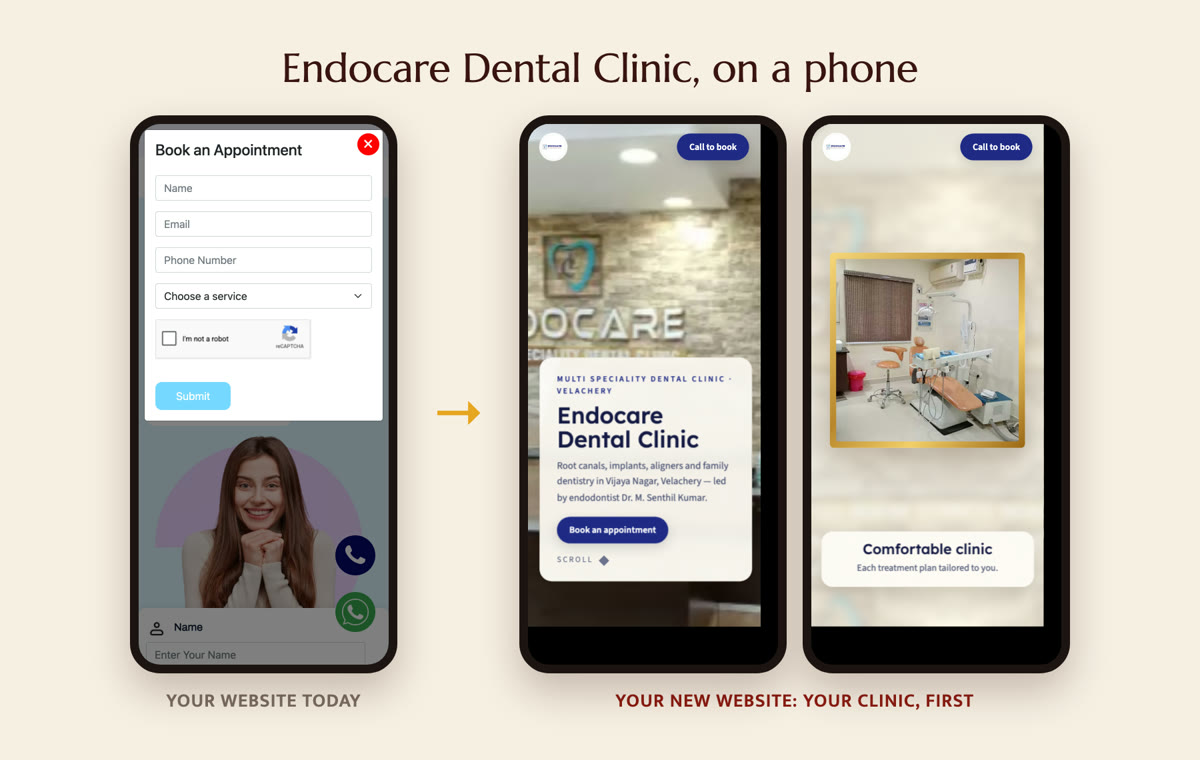 Endocare Dental Clinic, on a phone
Book an Appointment
Name
Email
Phone Number
Choose a service
I'm not a robot
reCAPTCHA
Submit
Name
Enter Your Name
YOUR WEBSITE TODAY
Call to book
DOCARE
MULTI SPECIALITY DENTAL CLINIC ·
VELACHERY
Endocare
Dental Clinic
Root canals, implants, aligners and family
dentistry in Vijaya Nagar, Velachery — led
by endodontist Dr. M. Senthil Kumar.
Book an appointment
SCROLL
Call to book
Comfortable clinic
Each treatment plan tailored to you.
YOUR NEW WEBSITE: YOUR CLINIC, FIRST